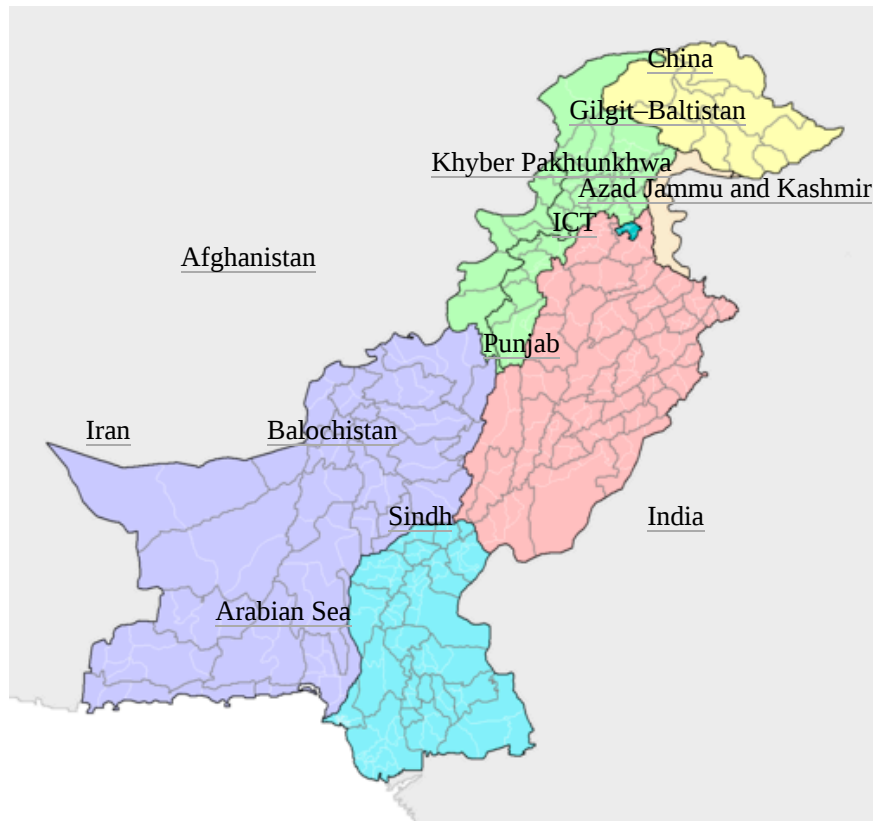 China
Gilgit–Baltistan
Khyber Pakhtunkhwa
Azad Jammu and Kashmir
ICT
Afghanistan
Punjab
Iran
Balochistan
Sindh
India
Arabian Sea